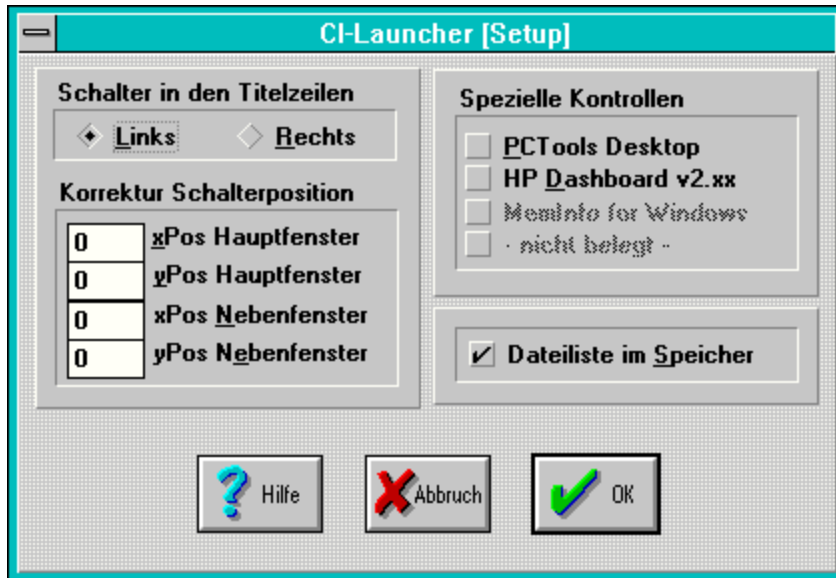 CI-Launcher [Setup]
Schalter in den Titelzeilen
Links
Rechts
Korrektur Schalterposition
0 xPos Hauptfenster
0 yPos Hauptfenster
0 xPos Nebenfenster
0 yPos Nebenfenster
Spezielle Kontrollen
PCTools Desktop
HP Dashboard v2.xx
MemInfo for Windows
- nicht belegt -
Dateiliste im Speicher
Hilfe
Abbruch
OK